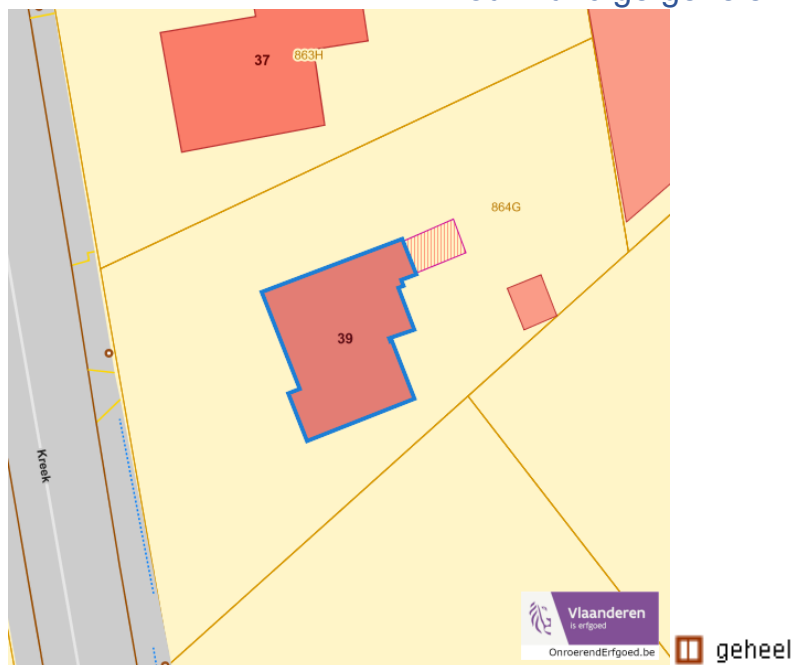 37
863H
864G
39
Kreek
Vlaanderen
is erfgoed
OnroerendErfgoed.be
geheel